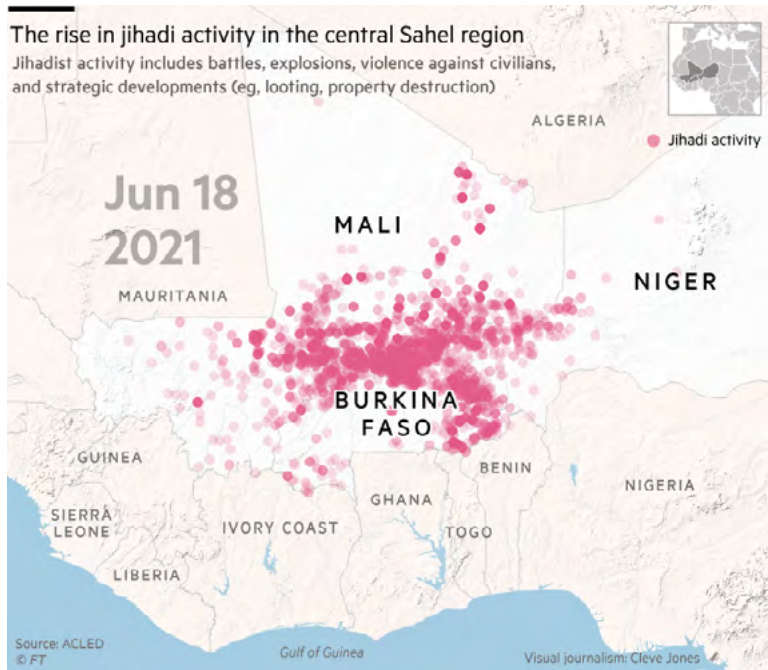 The rise in jihadi activity in the central Sahel region
Jihadist activity includes battles, explosions, violence against civilians,
and strategic developments (eg, looting, property destruction)
ALGERIA
Jihadi activity
Jun 18
2021
MALI
NIGER
MAURITANIA
BURKINA
FASO
GUINEA
BENIN
NIGERIA
GHANA
SIERRA
LEONE
IVORY COAST
TOGO
LIBERIA
Source: ACLED
© FT
Gulf of Guinea
Visual journalism: Cleve Jones